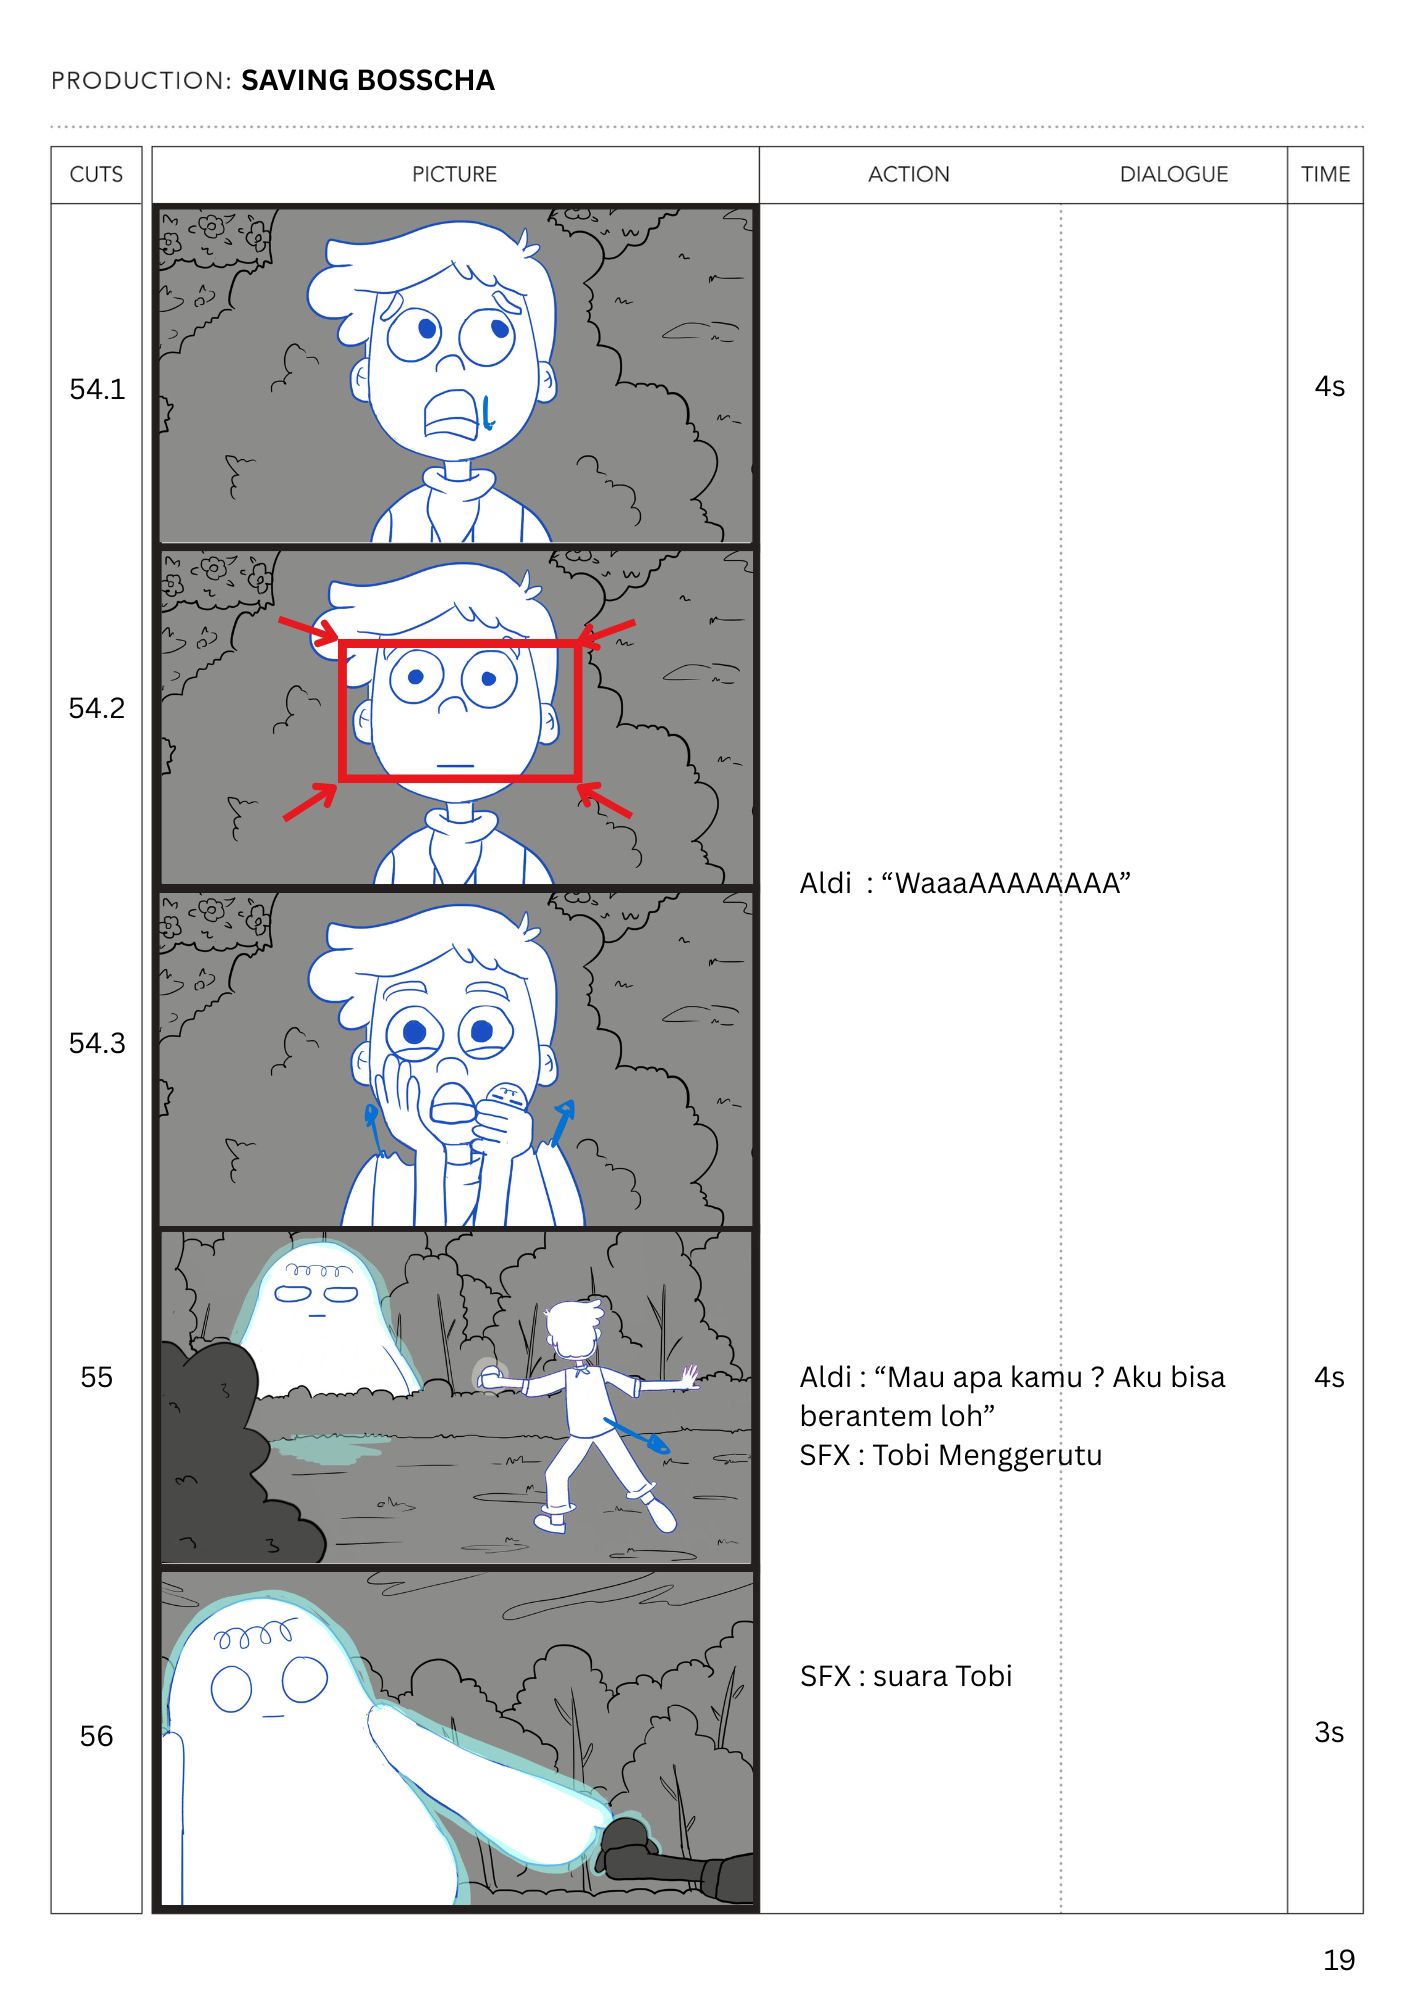 PRODUCTION: SAVING BOSSCHA
CUTS
PICTURE
ACTION
DIALOGUE
TIME
54.1
4s
54.2
Aldi : “WaaaAAAAAAAA”
54.3
55
Aldi : “Mau apa kamu ? Aku bisa
berantem loh”
SFX : Tobi Menggerutu
4s
56
SFX : suara Tobi
3s
19